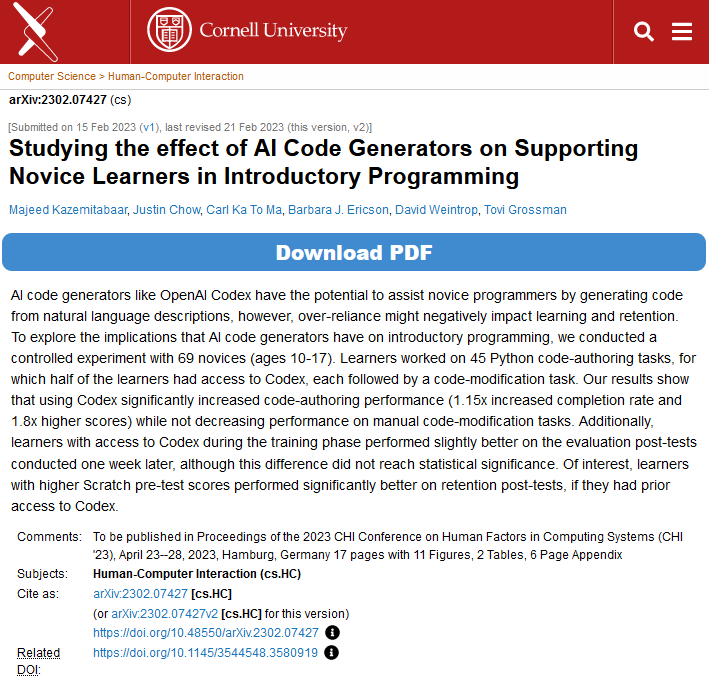 Cornell University
Computer Science > Human-Computer Interaction
arXiv:2302.07427 (cs)
[Submitted on 15 Feb 2023 (v1), last revised 21 Feb 2023 (this version, v2)]
Studying the effect of AI Code Generators on Supporting
Novice Learners in Introductory Programming
Majeed Kazemitabaar, Justin Chow, Carl Ka To Ma, Barbara J. Ericson, David Weintrop, Tovi Grossman
Download PDF
AI code generators like OpenAI Codex have the potential to assist novice programmers by generating code
from natural language descriptions, however, over-reliance might negatively impact learning and retention.
To explore the implications that AI code generators have on introductory programming, we conducted a
controlled experiment with 69 novices (ages 10-17). Learners worked on 45 Python code-authoring tasks, for
which half of the learners had access to Codex, each followed by a code-modification task. Our results show
that using Codex significantly increased code-authoring performance (1.15x increased completion rate and
1.8x higher scores) while not decreasing performance on manual code-modification tasks. Additionally,
learners with access to Codex during the training phase performed slightly better on the evaluation post-tests
conducted one week later, although this difference did not reach statistical significance. Of interest, learners
with higher Scratch pre-test scores performed significantly better on retention post-tests, if they had prior
access to Codex.
Comments: To be published in Proceedings of the 2023 CHI Conference on Human Factors in Computing Systems (CHI
'23), April 23--28, 2023, Hamburg, Germany 17 pages with 11 Figures, 2 Tables, 6 Page Appendix
Subjects: Human-Computer Interaction (cs.HC)
Cite as: arXiv:2302.07427 [cs.HC]
(or arXiv:2302.07427v2 [cs.HC] for this version)
https://doi.org/10.48550/arXiv.2302.07427
Related https://doi.org/10.1145/3544548.3580919
DOI: